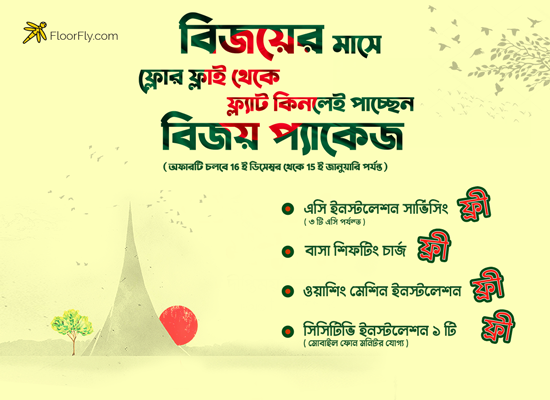 FloorFly.com
বিজয়ের মাসে
ফ্লোর ফ্লাই থেকে
ফ্ল্যাট কিনলেই পাচ্ছেন
বিজয় প্যাকেজ
( অফারটি চলবে 16 ই ডিসেম্বর থেকে 15 ই জানুয়ারি পর্যন্ত )
এসি ইনস্টলেশন সার্ভিসিং ফ্রী
( ৩ টি এসি পর্যন্ত )
বাসা শিফটিং চার্জ ফ্রী
ওয়াশিং মেশিন ইনস্টলেশন ফ্রী
সিসিটিভি ইনস্টলেশন ১ টি ফ্রী
( মোবাইল ফোন মনিটর যোগ্য )